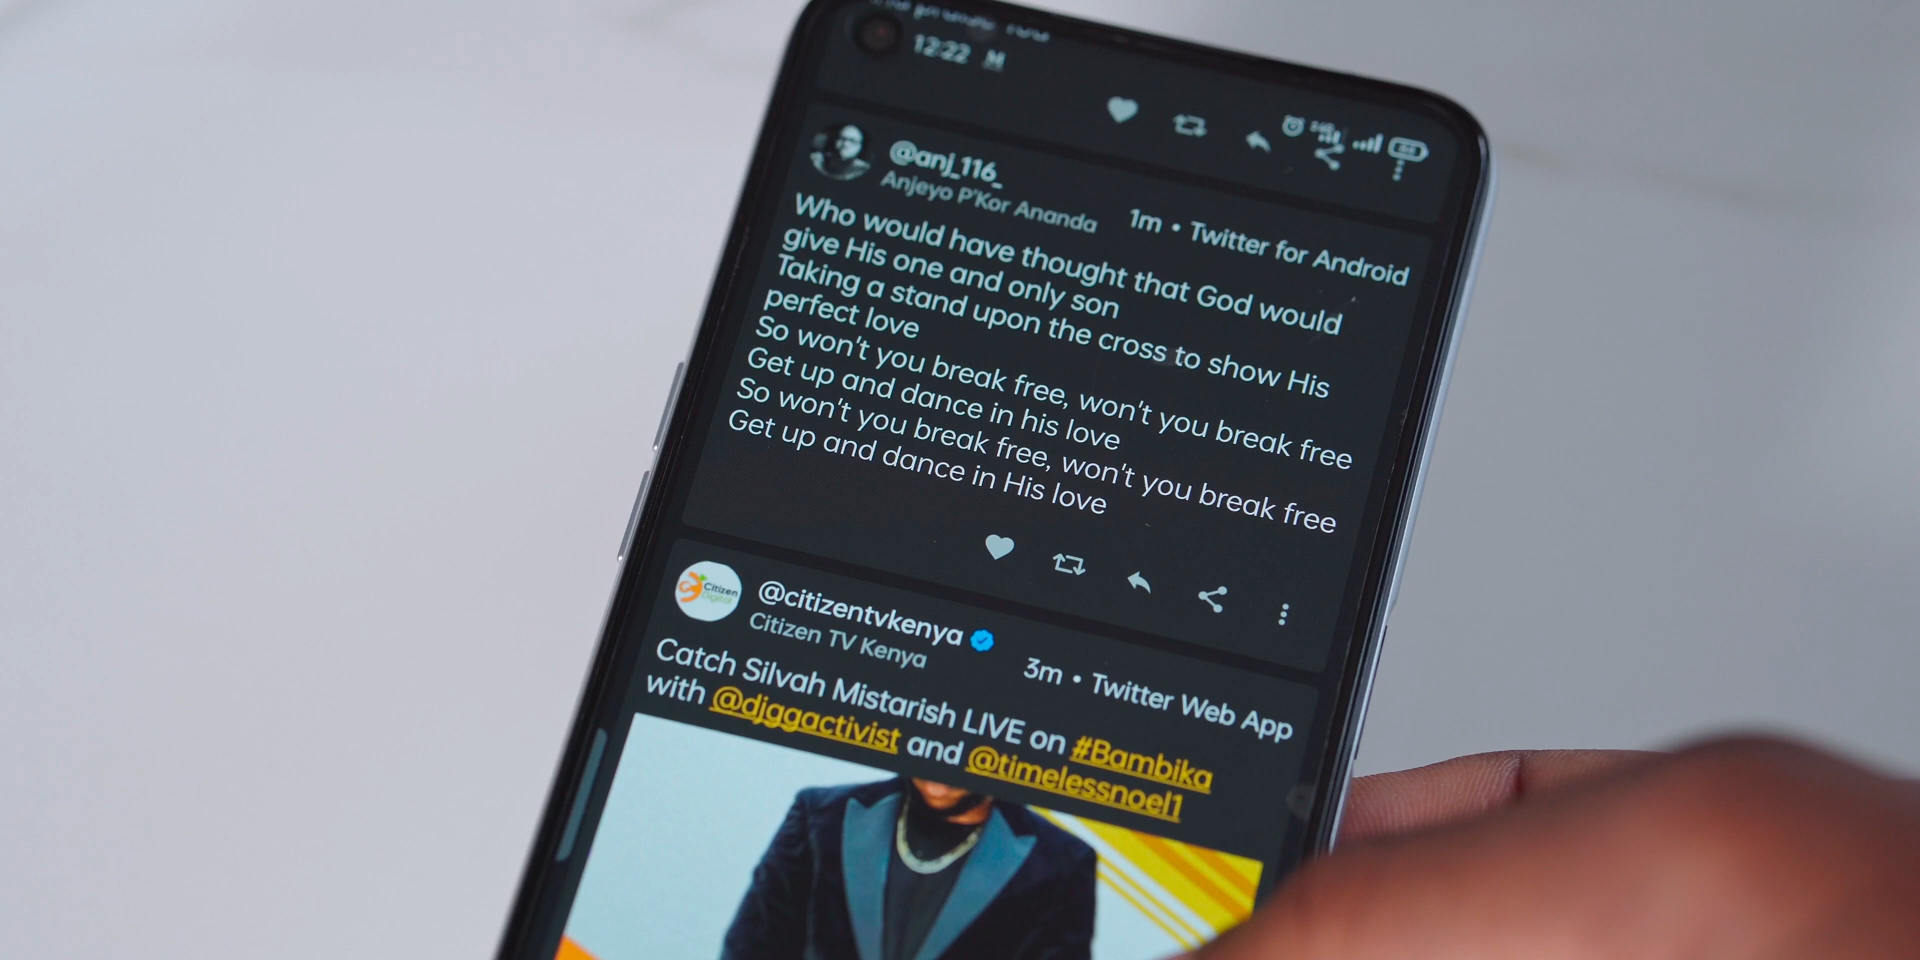 12:22 M
@anj_116_
Anjeyo P'Kor Ananda
1m • Twitter for Android
Who would have thought that God would
give His one and only son
Taking a stand upon the cross to show His
perfect love
So won't you break free, won't you break free
Get up and dance in his love
So won't you break free, won't you break free
Get up and dance in His love
Citizen
Digital
@citizentvkenya
Citizen TV Kenya
3m • Twitter Web App
Catch Silvah Mistarish LIVE on #Bambika
with @djggactivist and @timelessnoel1